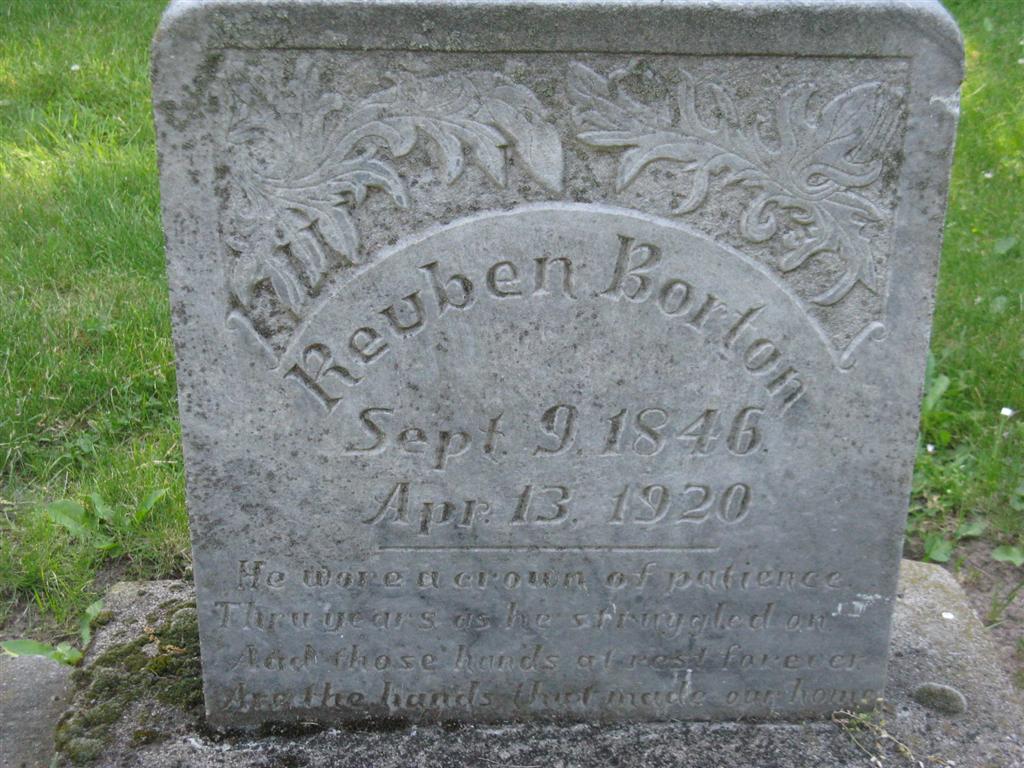 Reuben Borton
Sept. 9, 1846.
Apr. 13, 1920
He wore a crown of patience
Thru years as he struggled on
And those hands at rest forever
Are the hands that made our home